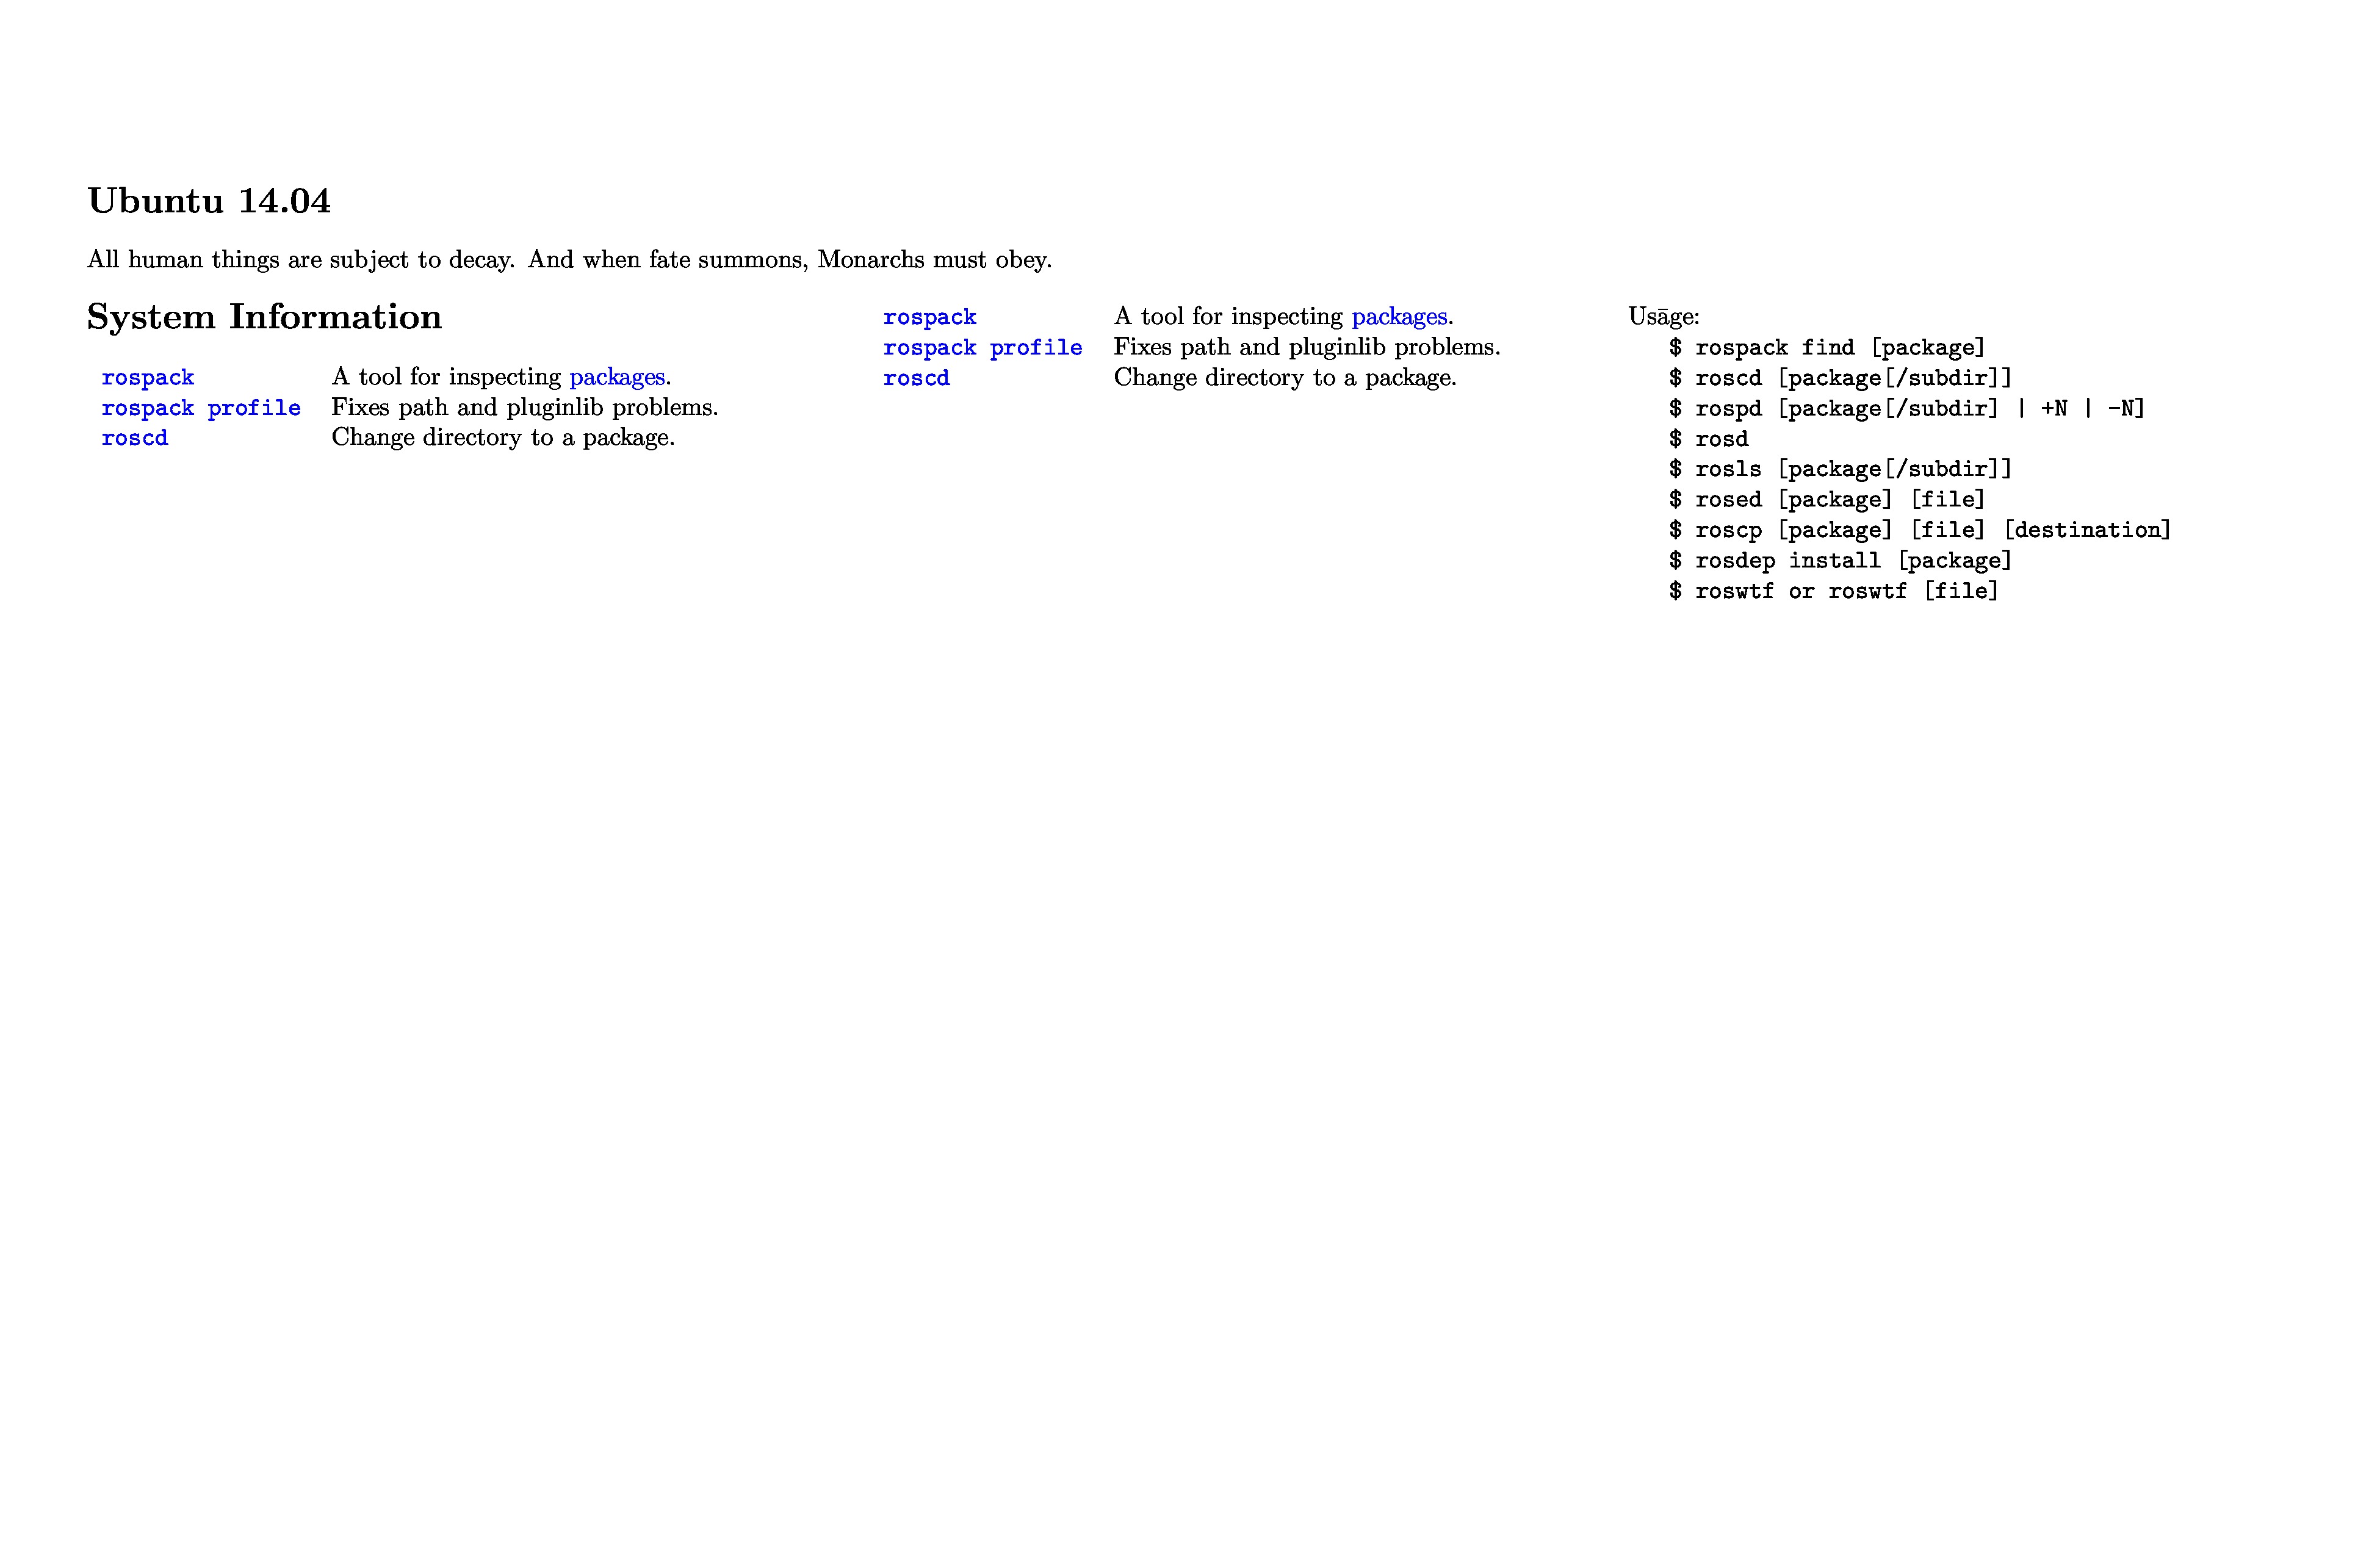 Ubuntu 14.04
All human things are subject to decay. And when fate summons, Monarchs must obey.
System Information
rospack A tool for inspecting packages.
rospack profile Fixes path and pluginlib problems.
roscd Change directory to a package.
rospack A tool for inspecting packages.
rospack profile Fixes path and pluginlib problems.
roscd Change directory to a package.
Usāge:
$ rospack find [package]
$ roscd [package[/subdir]]
$ rospd [package[/subdir] | +N | -N]
$ rosd
$ rosls [package[/subdir]]
$ rosed [package] [file]
$ roscp [package] [file] [destination]
$ rosdep install [package]
$ roswtf or roswtf [file]